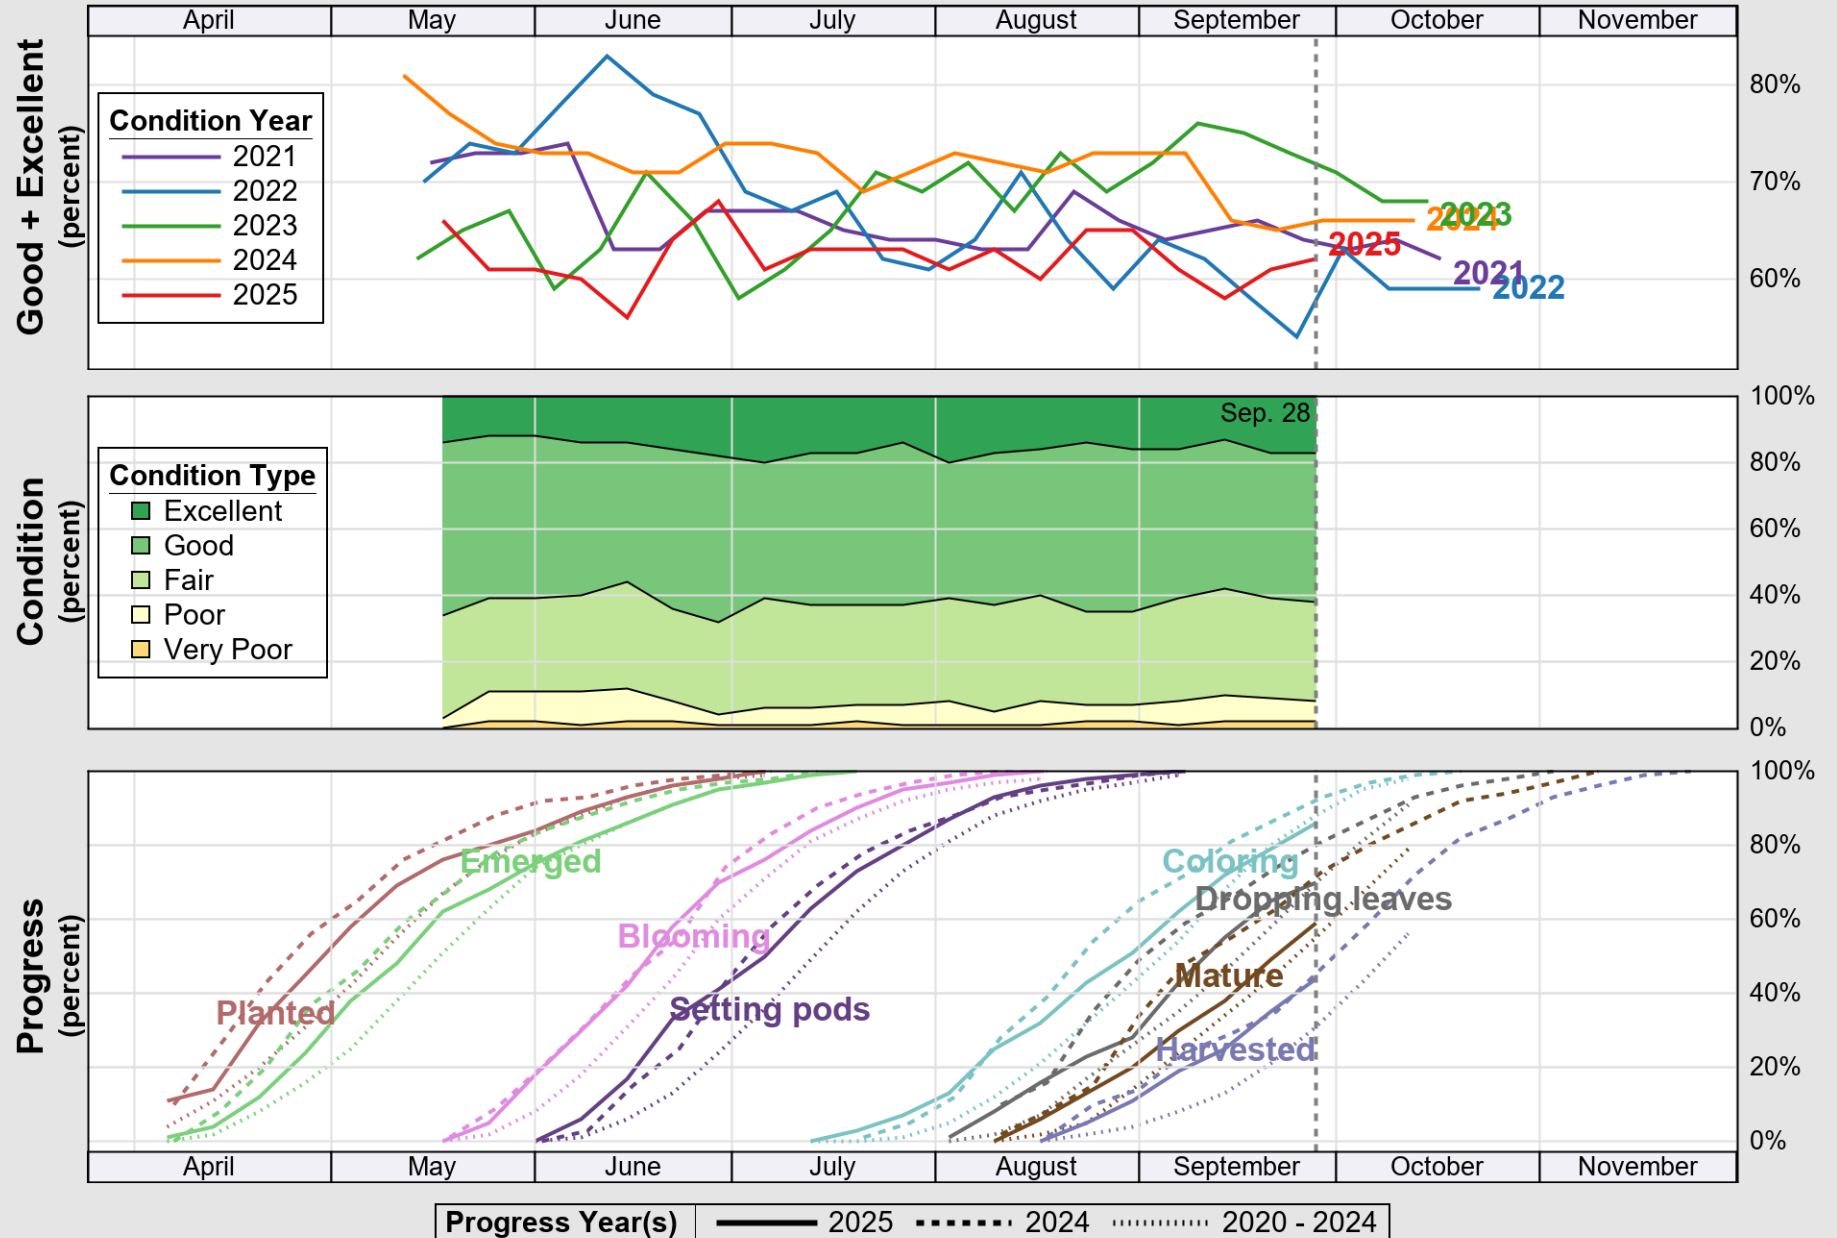 April May June July August September October November
Good + Excellent
(percent)
Condition Year
2021
2022
2023
2024
2025
80%
70%
60%
2024
2023
2025
2021
2022
Condition
(percent)
Sep. 28
Condition Type
Excellent
Good
Fair
Poor
Very Poor
100%
80%
60%
40%
20%
0%
Progress
(percent)
Planted
Emerged
Blooming
Setting pods
Coloring
Dropping leaves
Mature
Harvested
100%
80%
60%
40%
20%
0%
April May June July August September October November
Progress Year(s) 2025 2024 2020 - 2024